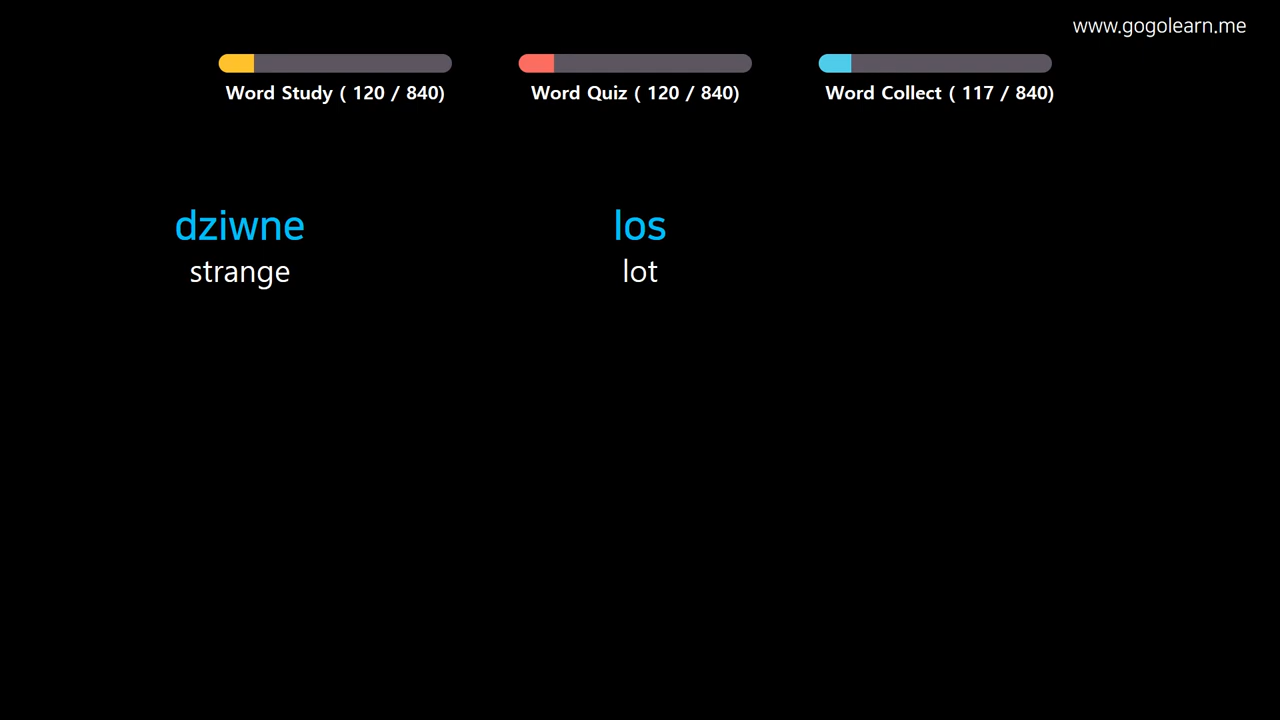 www.gogolearn.me
Word Study ( 120 / 840)
Word Quiz ( 120 / 840)
Word Collect ( 117 / 840)
dziwne
strange
los
lot